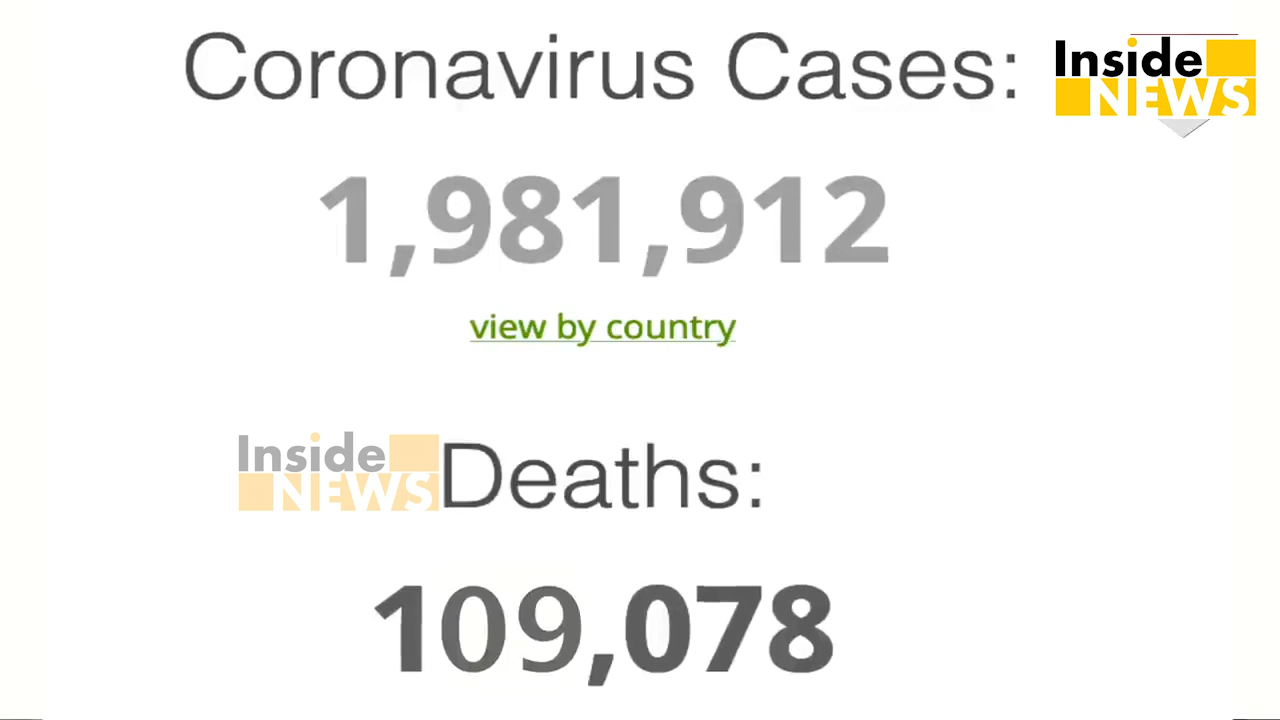 Coronavirus Cases:
Inside
NEWS
1,981,912
view by country
Inside
NEWS
Deaths:
109,078